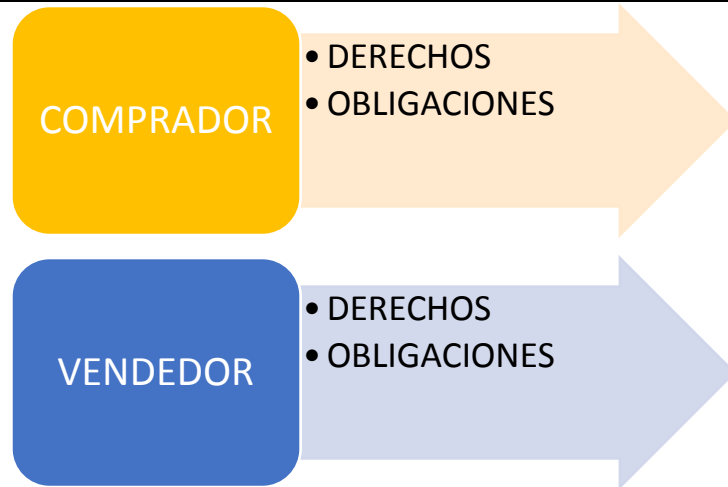 COMPRADOR
• DERECHOS
• OBLIGACIONES
VENDEDOR
• DERECHOS
• OBLIGACIONES